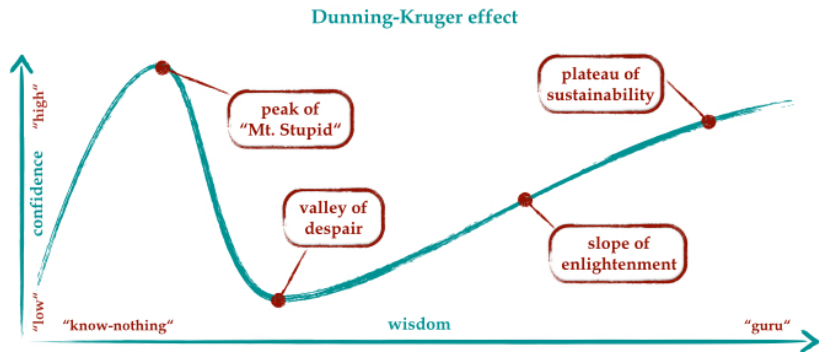 Dunning-Kruger effect
plateau of
sustainability
"high"
peak of
"Mt. Stupid"
confidence
valley of
despair
slope of
enlightenment
"low"
"know-nothing"
wisdom
"guru"